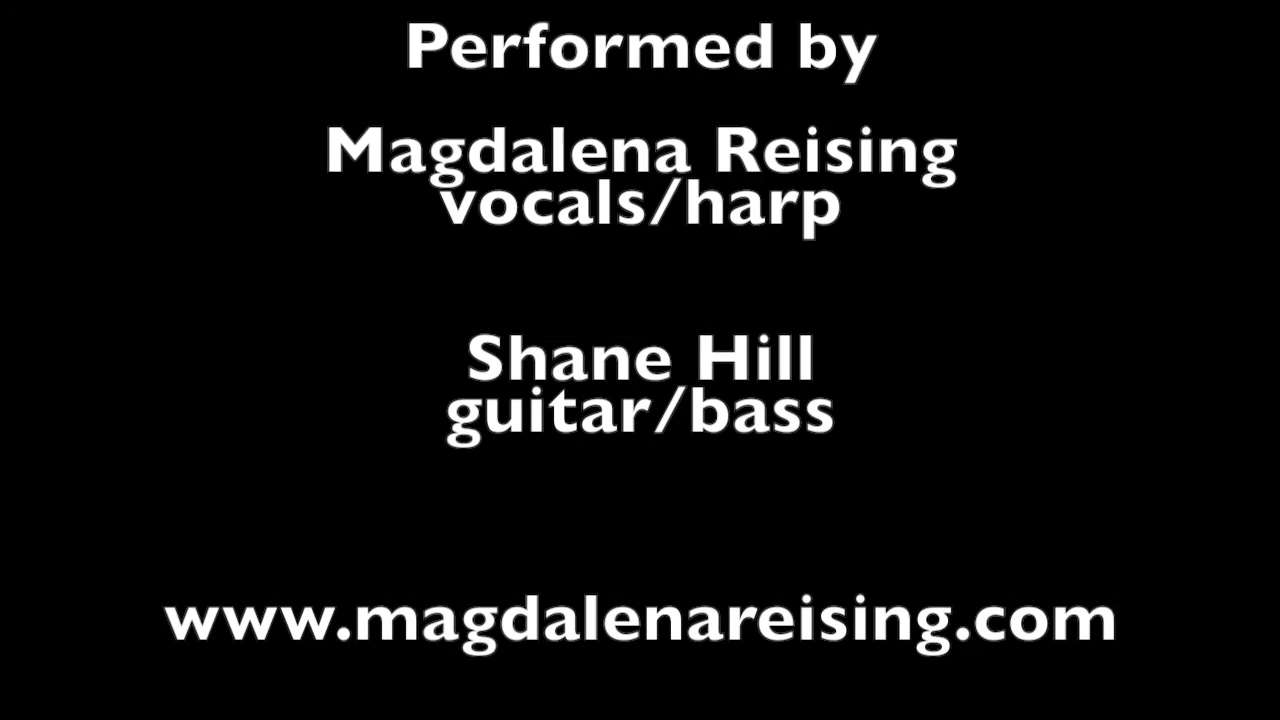 Performed by
Magdalena Reising
vocals/harp
Shane Hill
guitar/bass
www.magdalenareising.com